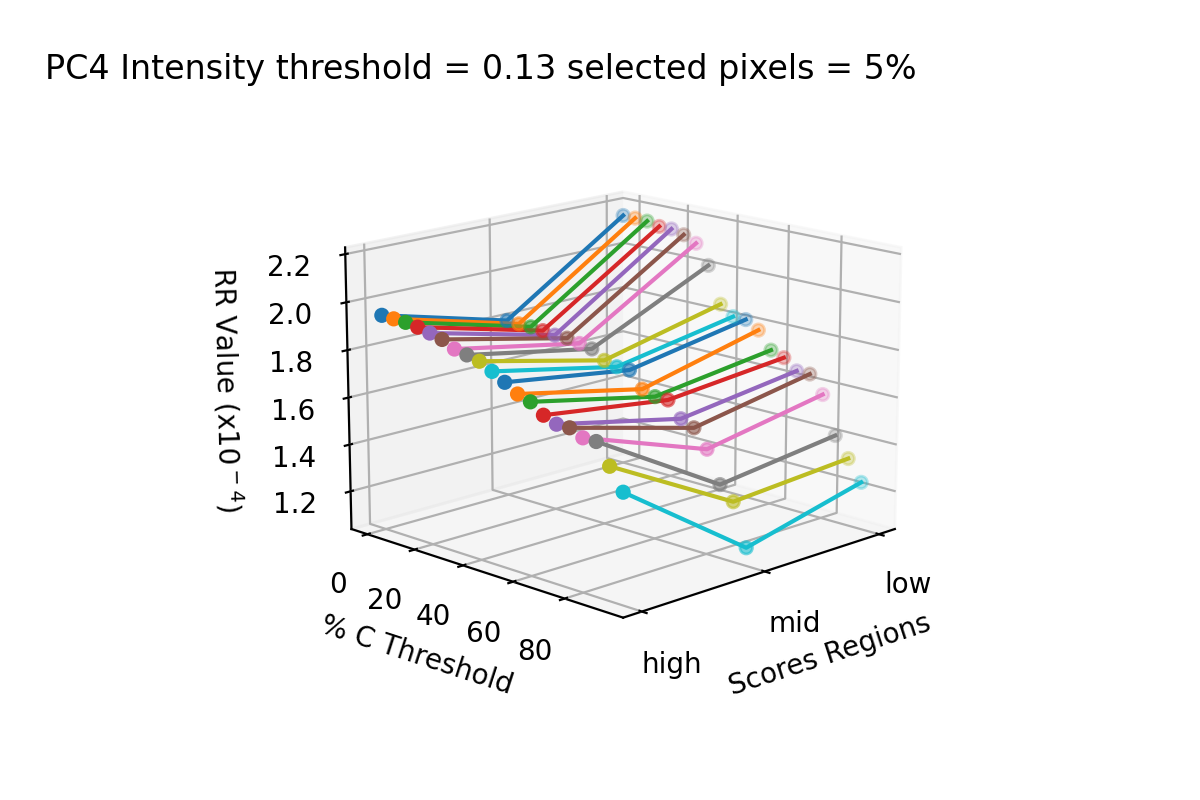 PC4 Intensity threshold = 0.13 selected pixels = 5%
2.2
2.0
1.8
1.6
1.4
1.2
RR Value (x10⁻⁴)
0
20
40
60
80
% C Threshold
high
mid
low
Scores Regions